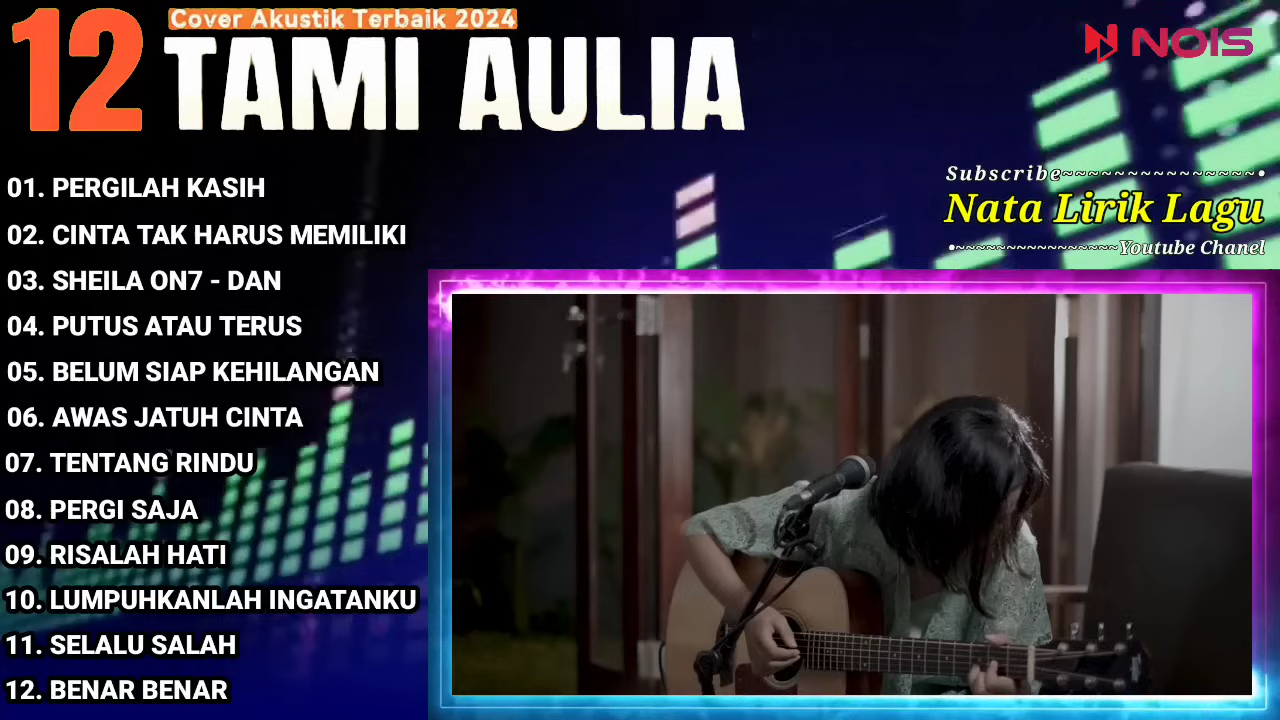 12
Cover Akustik Terbaik 2024
TAMI AULIA
NOIS
Subscribe~~~~~~~~~~~~~~~•
Nata Lirik Lagu
•~~~~~~~~~~~~~~~~Youtube Chanel
01. PERGILAH KASIH
02. CINTA TAK HARUS MEMILIKI
03. SHEILA ON7 - DAN
04. PUTUS ATAU TERUS
05. BELUM SIAP KEHILANGAN
06. AWAS JATUH CINTA
07. TENTANG RINDU
08. PERGI SAJA
09. RISALAH HATI
10. LUMPUHKANLAH INGATANKU
11. SELALU SALAH
12. BENAR BENAR